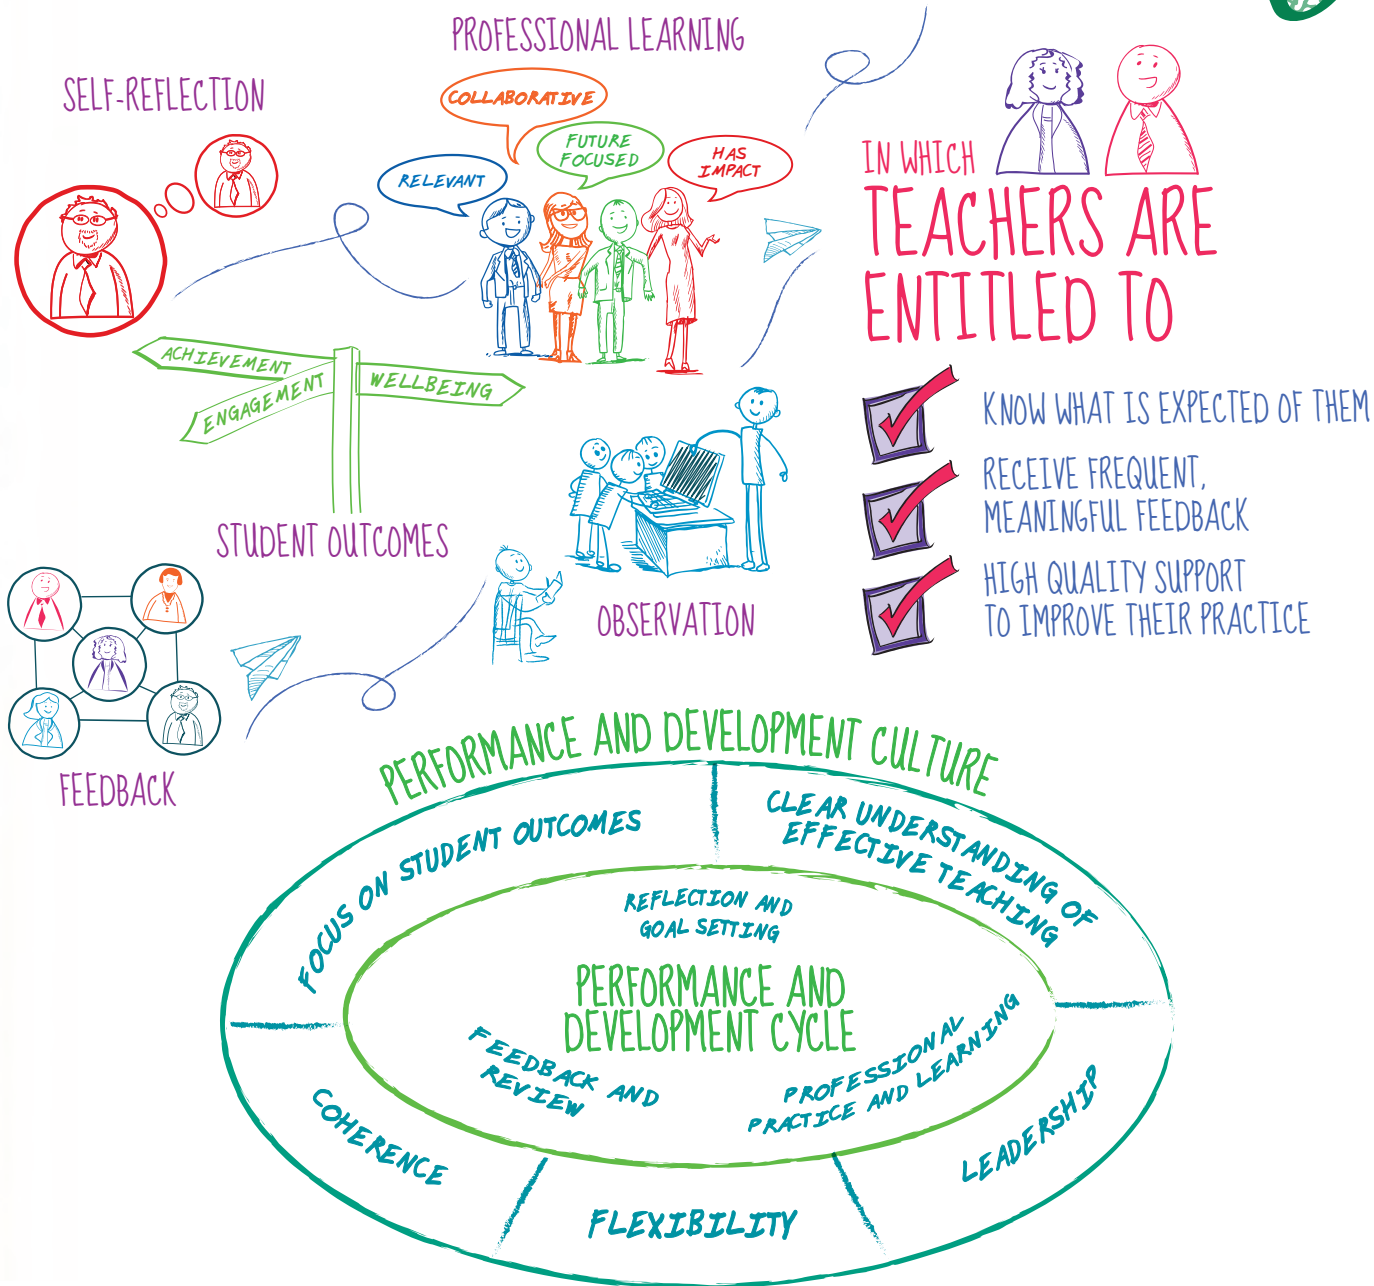 PROFESSIONAL LEARNING
SELF-REFLECTION
COLLABORATIVE
FUTURE
FOCUSED
HAS
IMPACT
RELEVANT
IN WHICH
TEACHERS ARE
ENTITLED TO
ACHIEVEMENT
ENGAGEMENT
WELLBEING
KNOW WHAT IS EXPECTED OF THEM
RECEIVE FREQUENT,
MEANINGFUL FEEDBACK
HIGH QUALITY SUPPORT
TO IMPROVE THEIR PRACTICE
STUDENT OUTCOMES
OBSERVATION
FEEDBACK
PERFORMANCE AND DEVELOPMENT CULTURE
FOCUS ON STUDENT OUTCOMES
CLEAR UNDERSTANDING OF
EFFECTIVE TEACHING
REFLECTION AND
GOAL SETTING
PERFORMANCE AND
DEVELOPMENT CYCLE
FEEDBACK AND
REVIEW
PROFESSIONAL
PRACTICE AND LEARNING
COHERENCE
LEADERSHIP
FLEXIBILITY